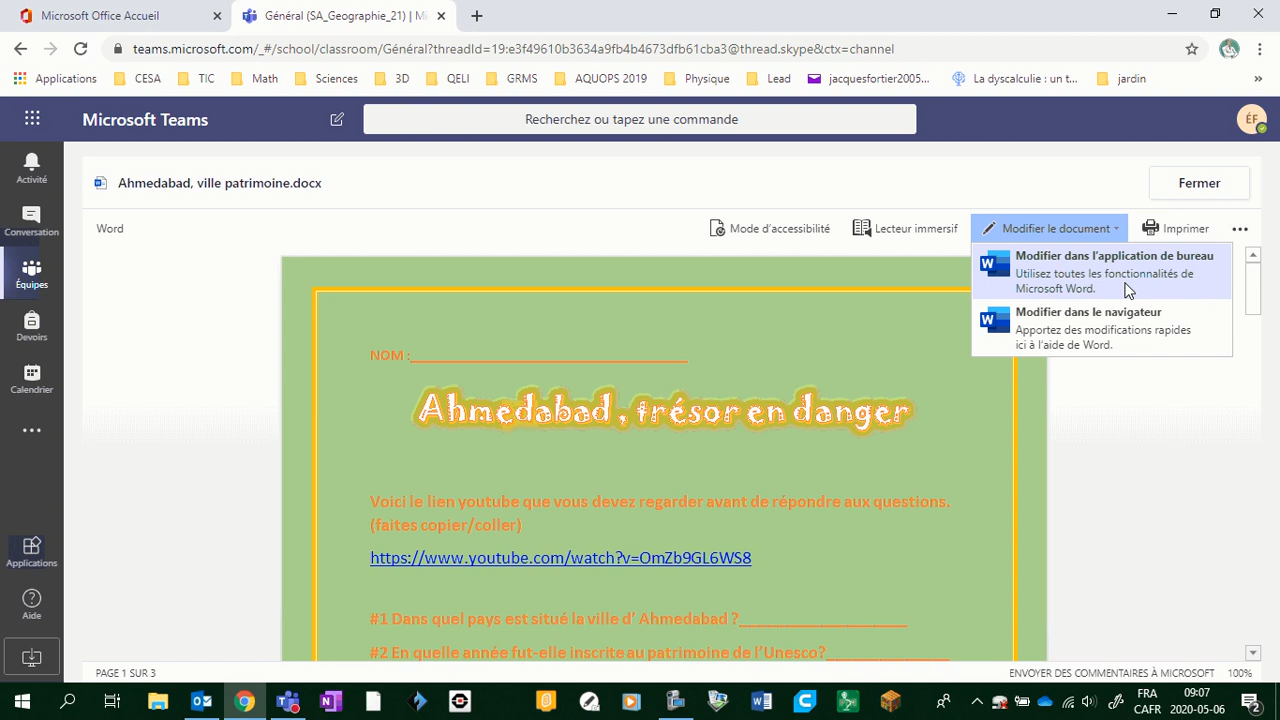 Microsoft Office Accueil
Général (SA_Geographie_21) | Mi
teams.microsoft.com/_#/school/classroom/Général?threadId=19:e3f49610b3634a9fb4b4673dfb61cba3@thread.skype&ctx=channel
Applications CESA TIC Math Sciences 3D QELI GRMS AQUOPS 2019 Physique Lead jacquesfortier2005... La dyscalculie : un t... jardin »
Microsoft Teams
Recherchez ou tapez une commande
ÉF
Activité
Conversation
Équipes
Devoirs
Calendrier
Applications
Aide
Ahmedabad, ville patrimoine.docx
Fermer
Word
Mode d'accessibilité
Lecteur immersif
Modifier le document
Imprimer
Modifier dans l'application de bureau
Utilisez toutes les fonctionnalités de
Microsoft Word.
Modifier dans le navigateur
Apportez des modifications rapides
ici à l'aide de Word.
NOM :______________________________
Ahmedabad , trésor en danger
Voici le lien youtube que vous devez regarder avant de répondre aux questions.
(faites copier/coller)
https://www.youtube.com/watch?v=OmZb9GL6WS8
#1 Dans quel pays est situé la ville d' Ahmedabad ?__________________
#2 En quelle année fut-elle inscrite au patrimoine de l'Unesco?_____________
PAGE 1 SUR 3
ENVOYER DES COMMENTAIRES À MICROSOFT 100%
FRA
CAFR
09:07
2020-05-06
2